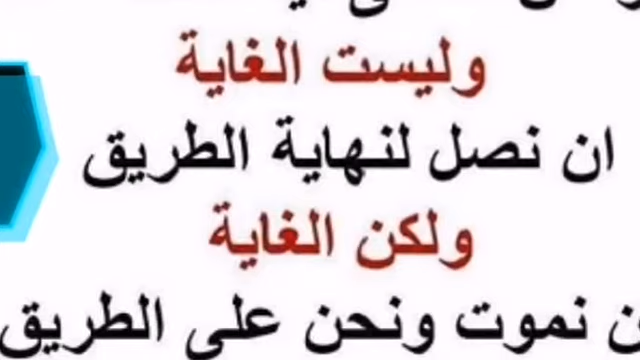 وليست الغاية
ان نصل لنهاية الطريق
ولكن الغاية
نموت ونحن على الطريق